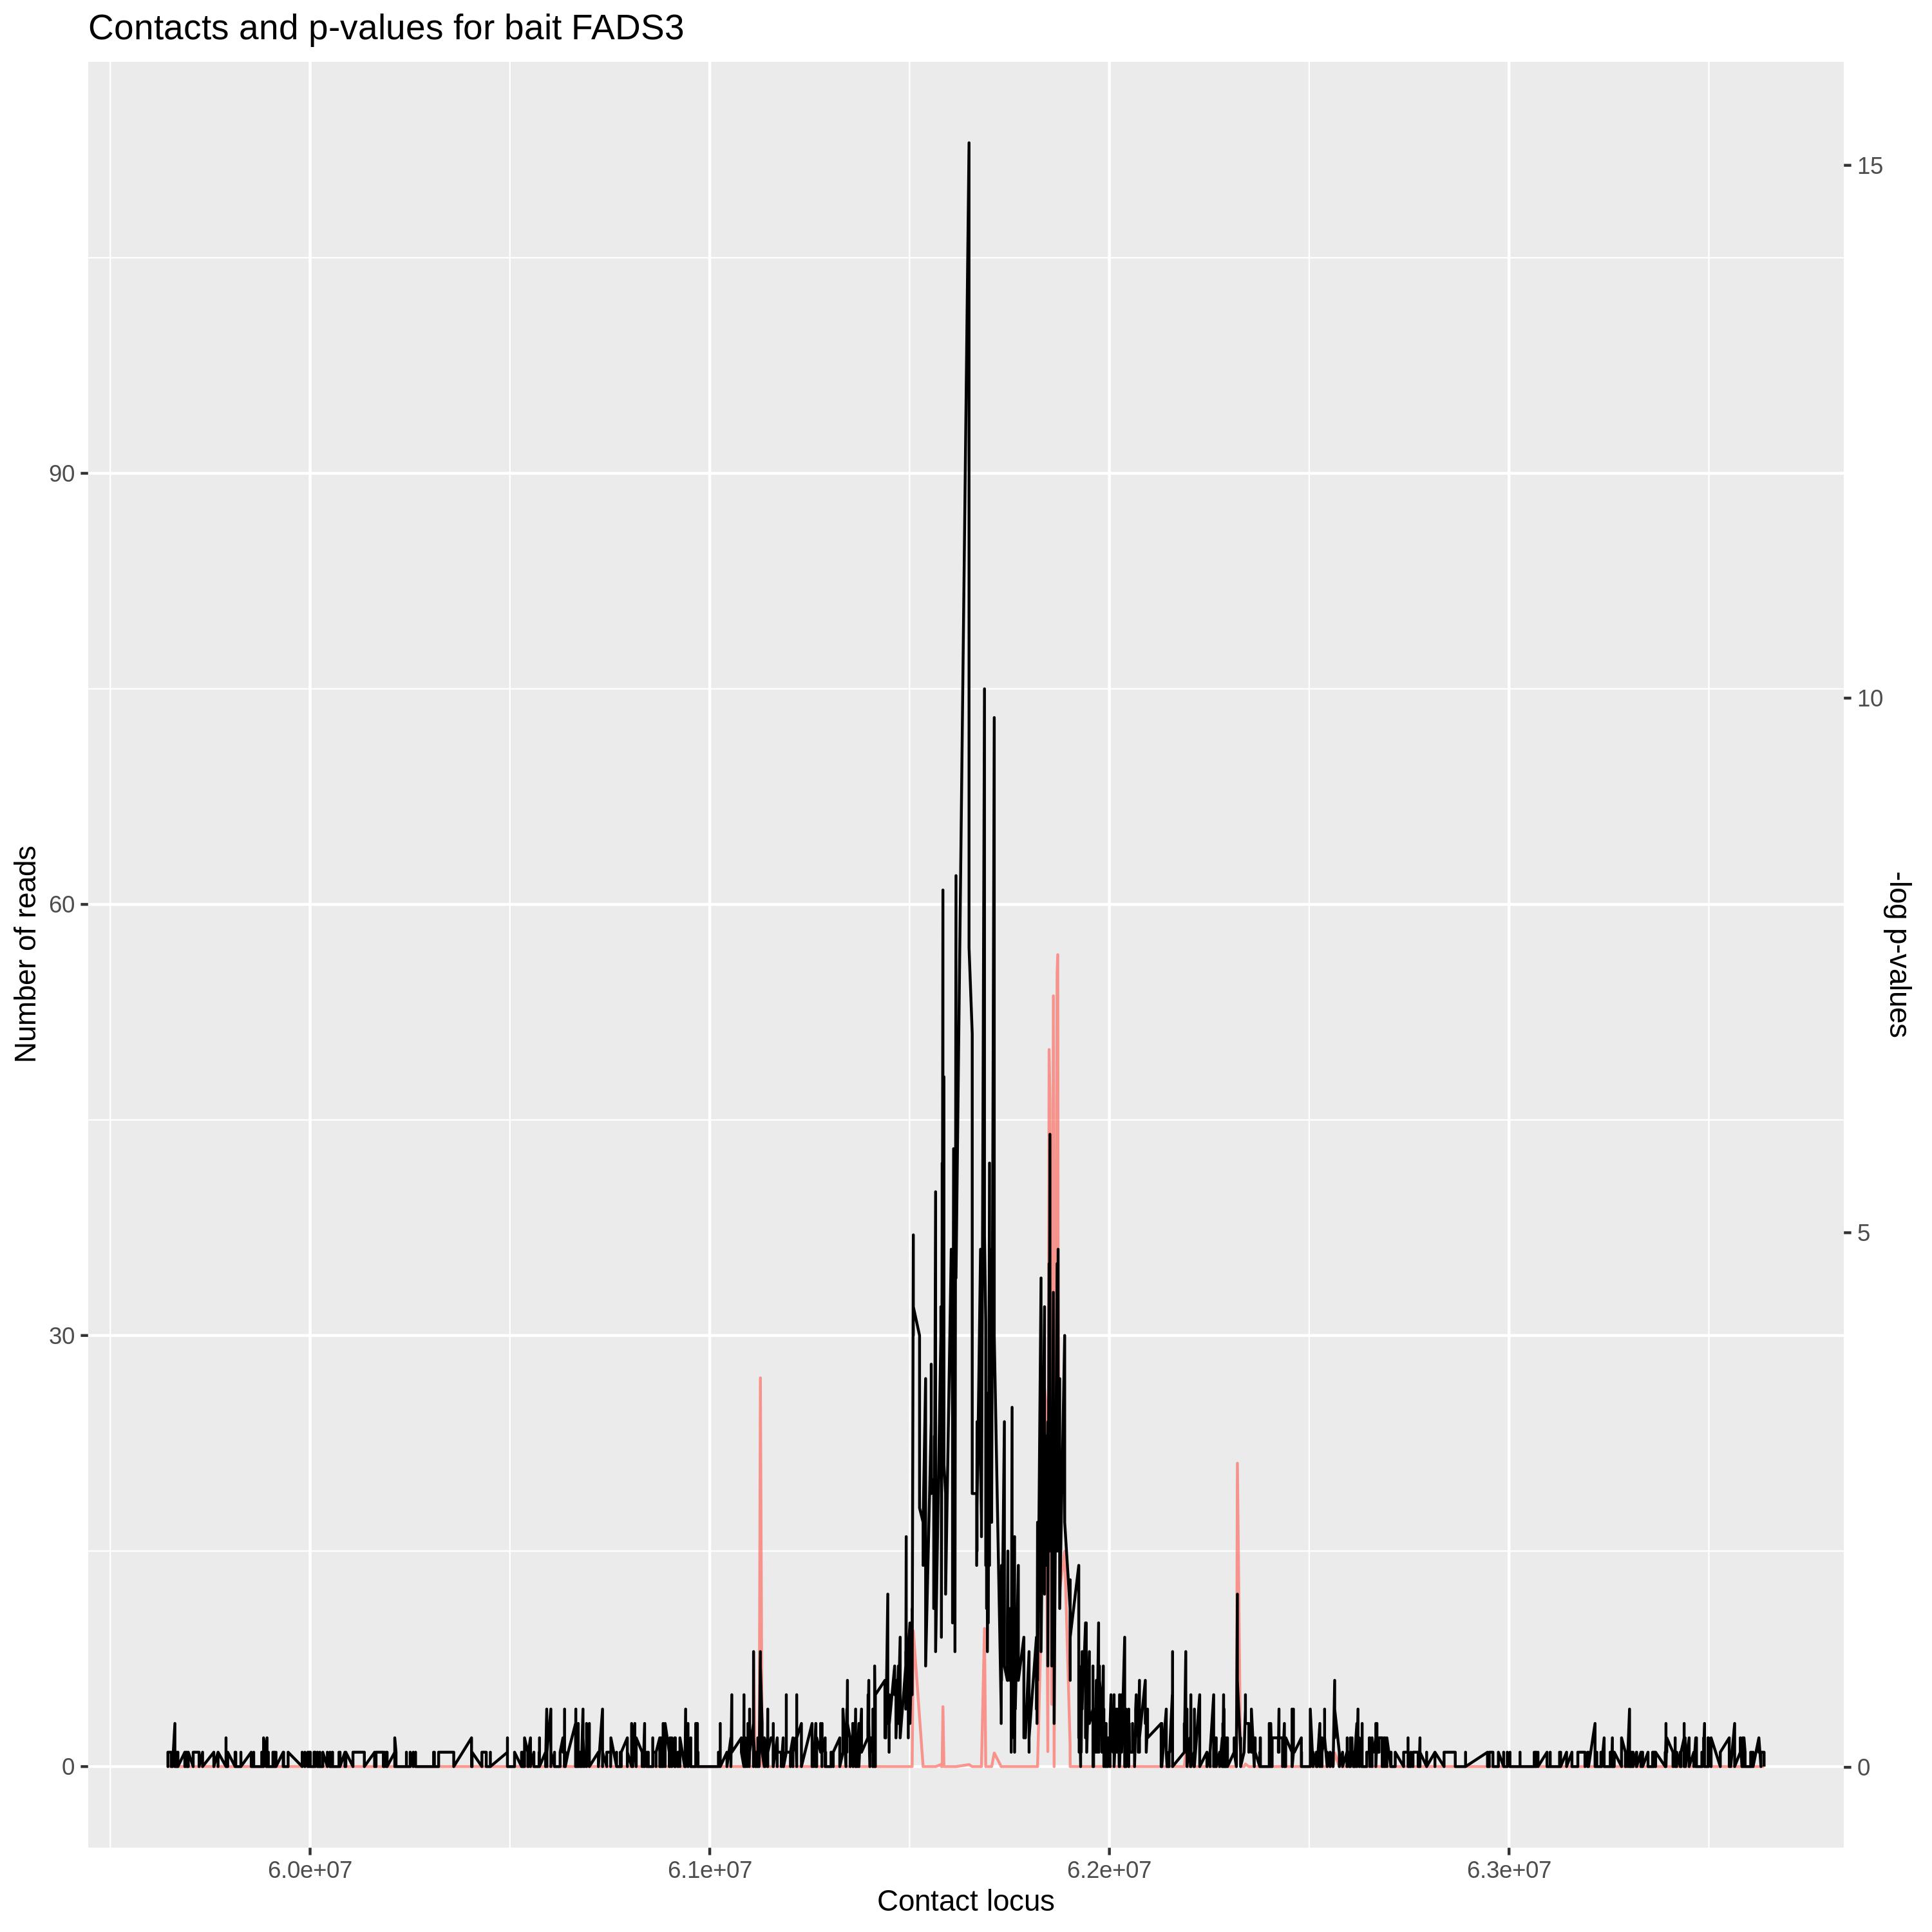 Contacts and p-values for bait FADS3
Number of reads
90
60
30
0
15
10
5
0
-log p-values
6.0e+07
6.1e+07
6.2e+07
6.3e+07
Contact locus